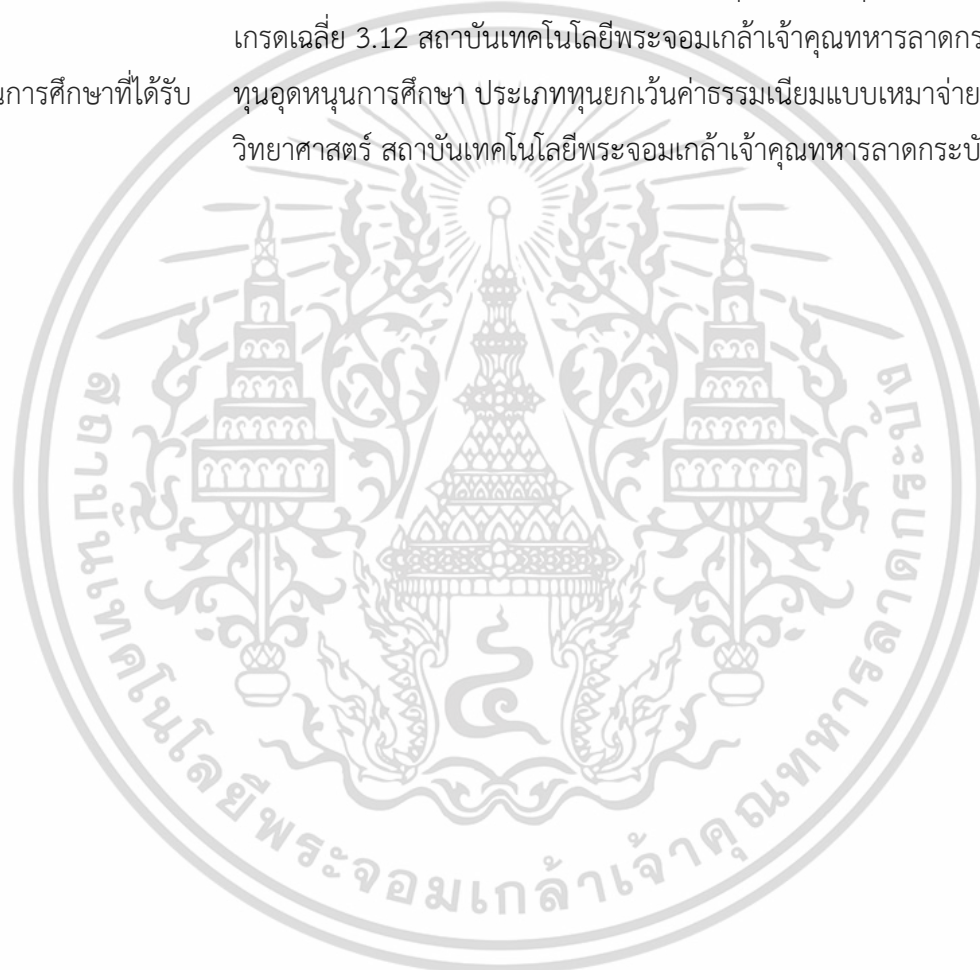 เกรดเฉลี่ย 3.12 สถาบันเทคโนโลยีพระจอมเกล้าเจ้าคุณทหารลาดกร
นการศึกษาที่ได้รับ ทุนอุดหนุนการศึกษา ประเภททุนยกเว้นค่าธรรมเนียมแบบเหมาจ่าย
วิทยาศาสตร์ สถาบันเทคโนโลยีพระจอมเกล้าเจ้าคุณทหารลาดกระบั
สถาบันเทคโนโลยีพระจอมเกล้าเจ้าคุณทหารลาดกระบัง
๔